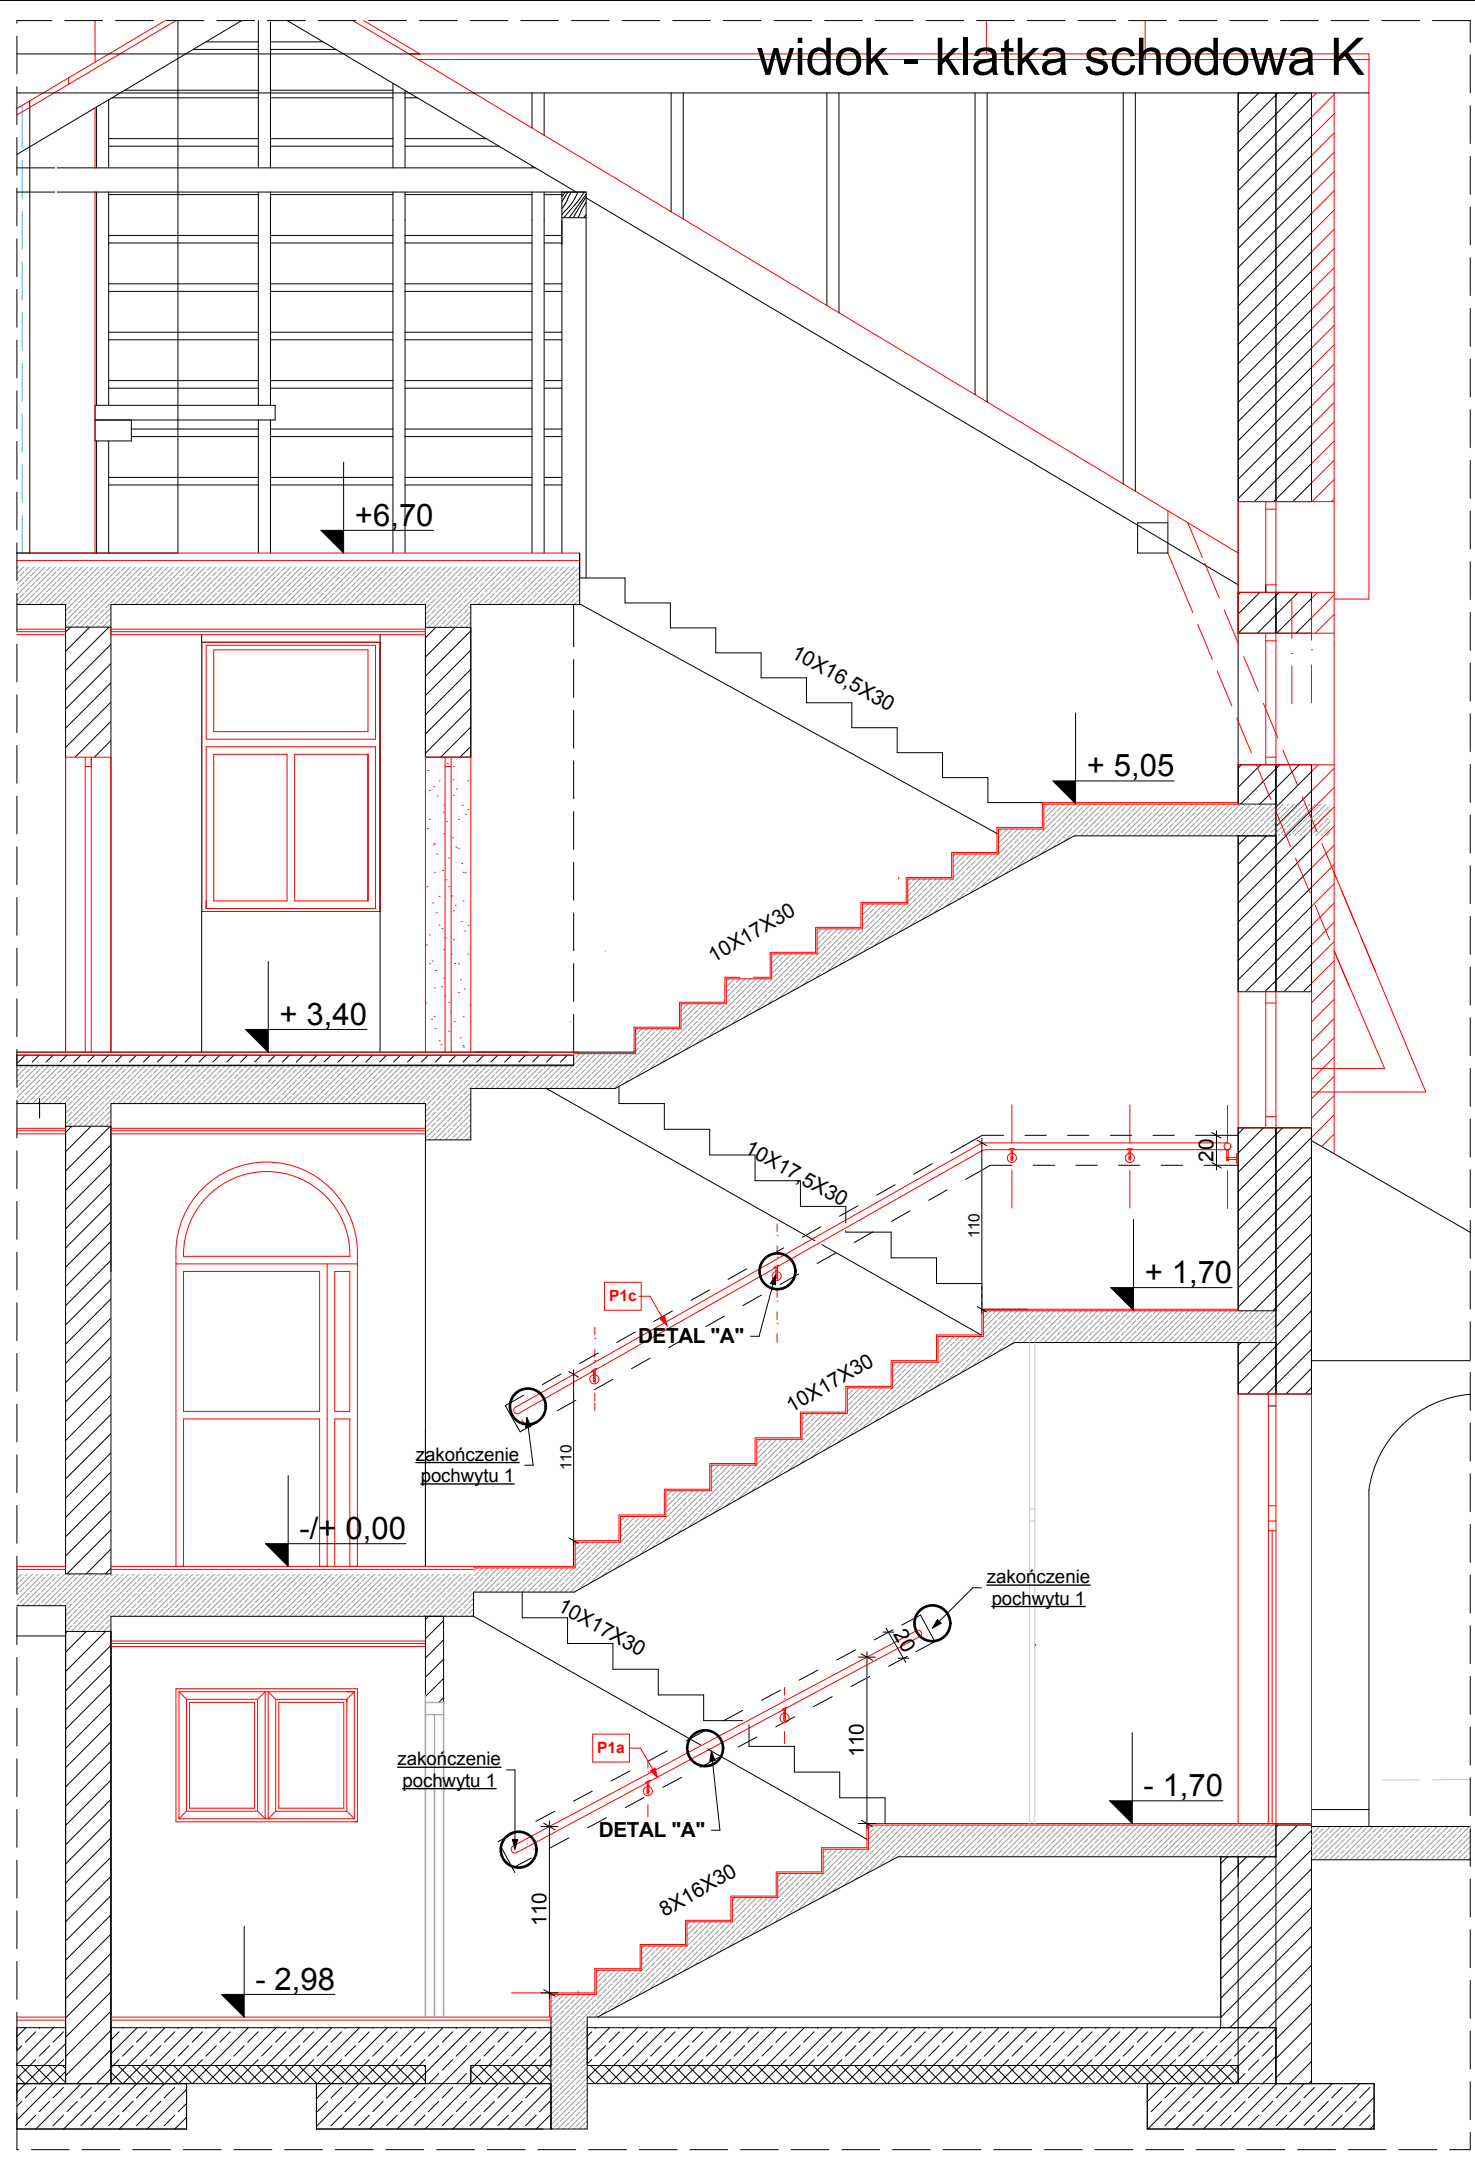 widok - klatka schodowa K
+6,70
10X16,5X30
+ 5,05
10X17X30
+ 3,40
10X17,5X30
20
110
+ 1,70
P1c
DETAL "A"
10X17X30
zakończenie
pochwytu 1
110
-/+ 0,00
zakończenie
pochwytu 1
10X17X30
20
P1a
110
zakończenie
pochwytu 1
- 1,70
DETAL "A"
8X16X30
110
- 2,98